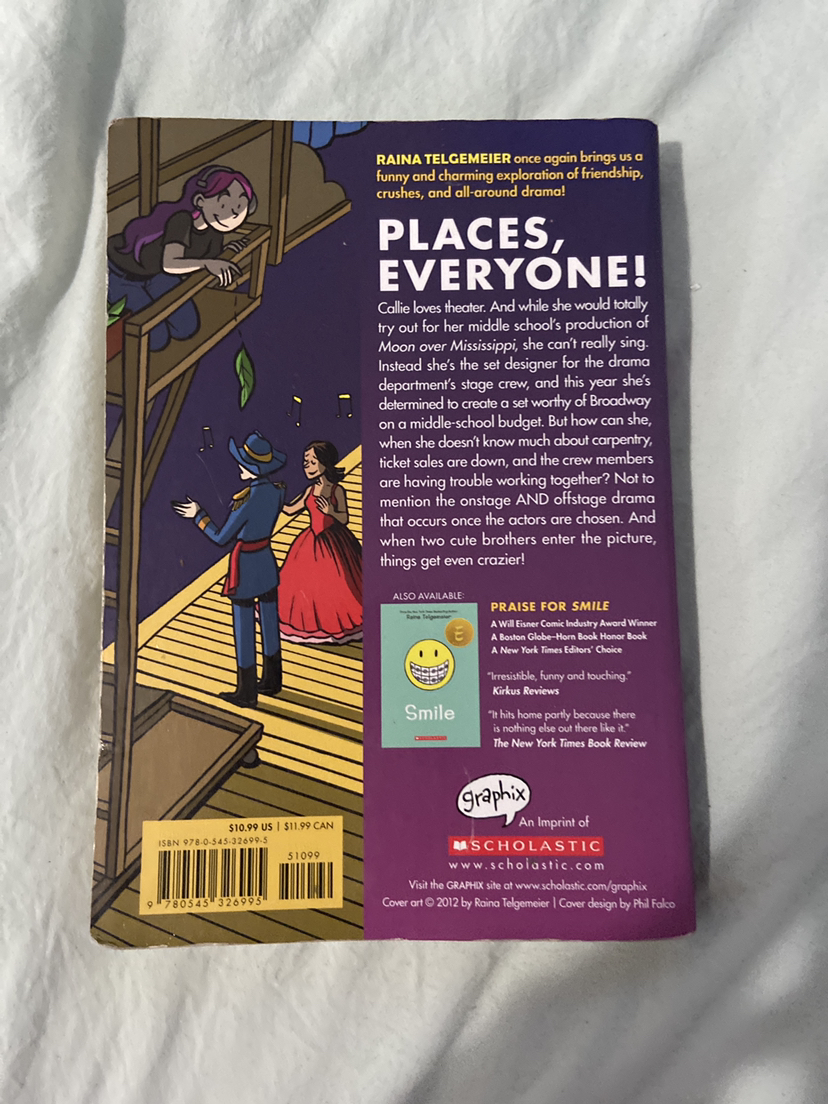 RAINA TELGEMEIER once again brings us a
funny and charming exploration of friendship,
crushes, and all-around drama!
PLACES,
EVERYONE!
Callie loves theater. And while she would totally
try out for her middle school's production of
Moon over Mississippi, she can't really sing.
Instead she's the set designer for the drama
department's stage crew, and this year she's
determined to create a set worthy of Broadway
on a middle-school budget. But how can she,
when she doesn't know much about carpentry,
ticket sales are down, and the crew members
are having trouble working together? Not to
mention the onstage AND offstage drama
that occurs once the actors are chosen. And
when two cute brothers enter the picture,
things get even crazier!
ALSO AVAILABLE:
Raina Telgemeier
Smile
SCHOLASTIC
PRAISE FOR SMILE
A Will Eisner Comic Industry Award Winner
A Boston Globe–Horn Book Honor Book
A New York Times Editors' Choice
"Irresistible, funny and touching."
Kirkus Reviews
"It hits home partly because there
is nothing else out there like it."
The New York Times Book Review
graphix
An Imprint of
SCHOLASTIC
www.scholastic.com
Visit the GRAPHIX site at www.scholastic.com/graphix
Cover art © 2012 by Raina Telgemeier | Cover design by Phil Falco
$10.99 US | $11.99 CAN
ISBN 978-0-545-32699-5
51099
9 780545 326995